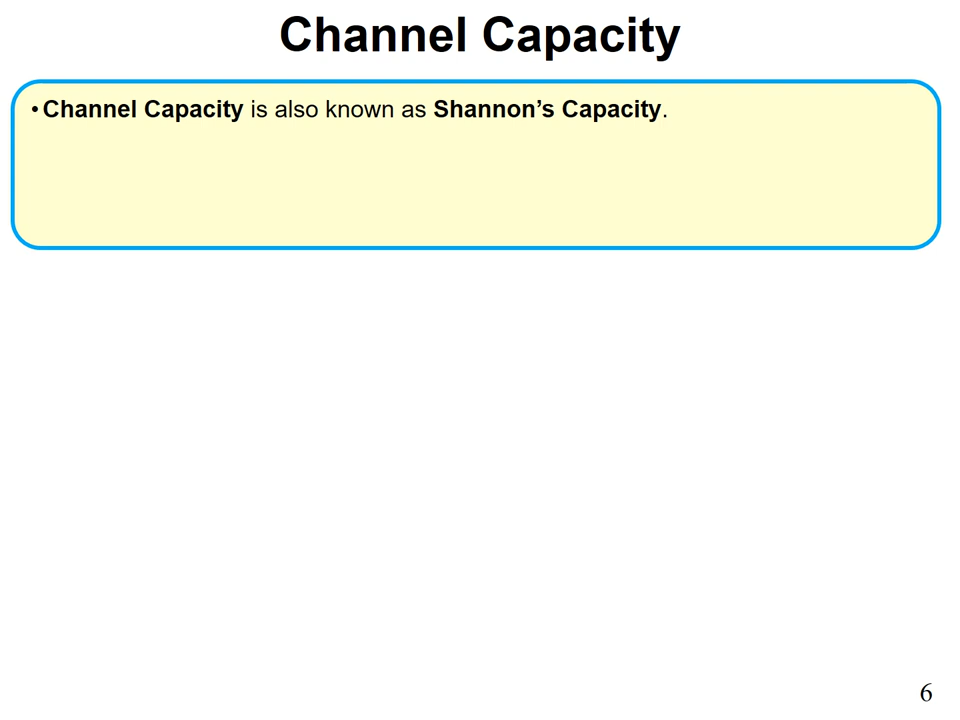 Channel Capacity
• Channel Capacity is also known as Shannon’s Capacity.
6